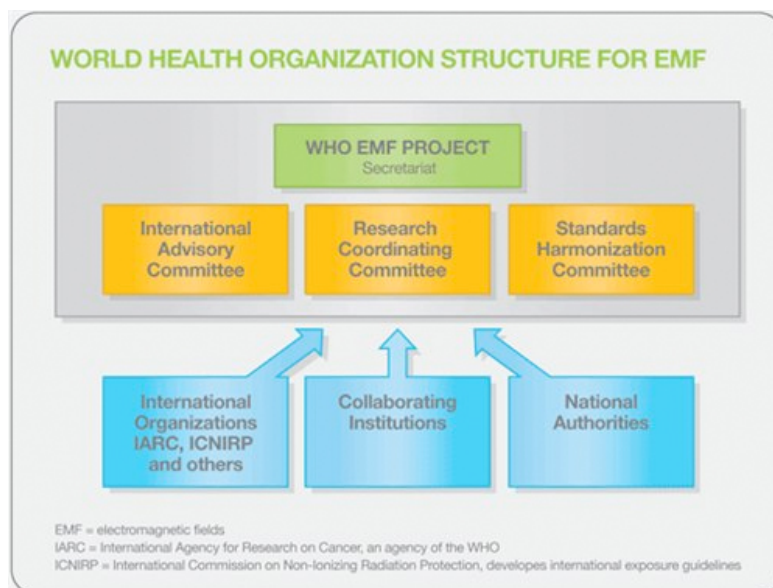 WORLD HEALTH ORGANIZATION STRUCTURE FOR EMF
WHO EMF PROJECT
Secretariat
International
Advisory
Committee
Research
Coordinating
Committee
Standards
Harmonization
Committee
International
Organizations
IARC, ICNIRP
and others
Collaborating
Institutions
National
Authorities
EMF = electromagnetic fields
IARC = International Agency for Research on Cancer, an agency of the WHO
ICNIRP = International Commission on Non-Ionizing Radiation Protection, developes international exposure guidelines